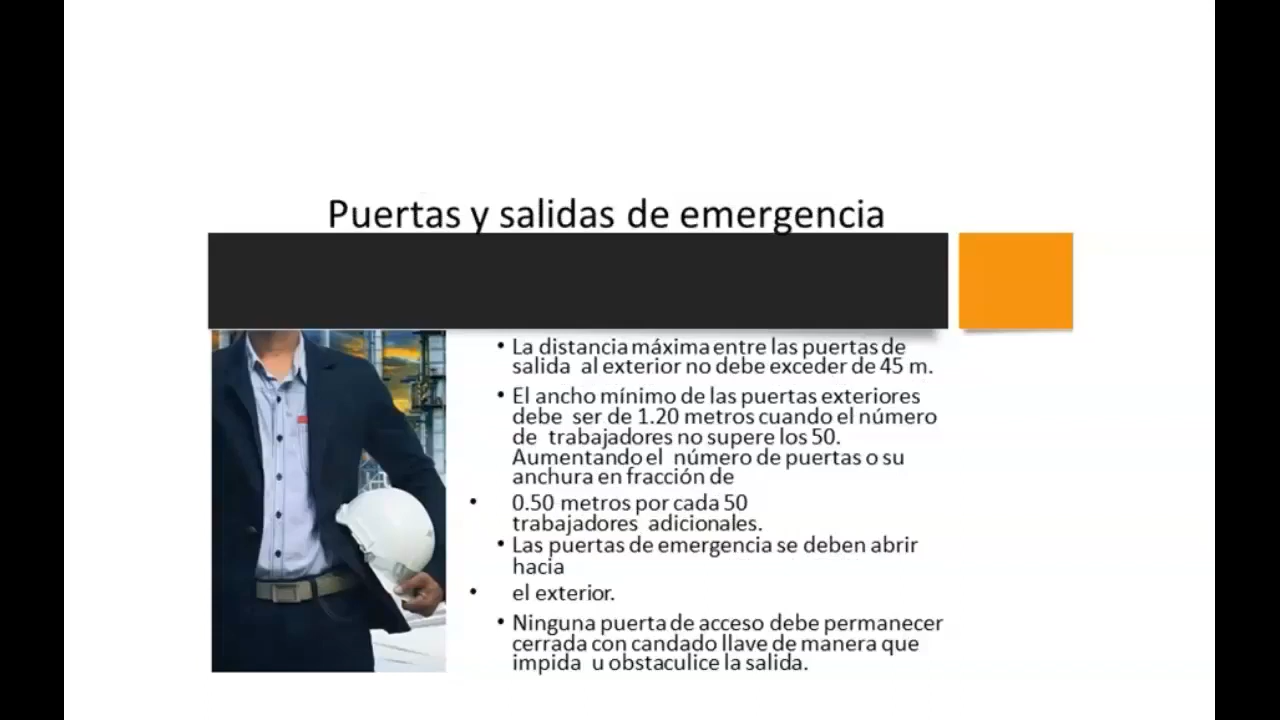 Puertas y salidas de emergencia
• La distancia máxima entre las puertas de
salida al exterior no debe exceder de 45 m.
• El ancho mínimo de las puertas exteriores
debe ser de 1.20 metros cuando el número
de trabajadores no supere los 50.
Aumentando el número de puertas o su
anchura en fracción de
• 0.50 metros por cada 50
trabajadores adicionales.
• Las puertas de emergencia se deben abrir
hacia
• el exterior.
• Ninguna puerta de acceso debe permanecer
cerrada con candado llave de manera que
impida u obstaculice la salida.